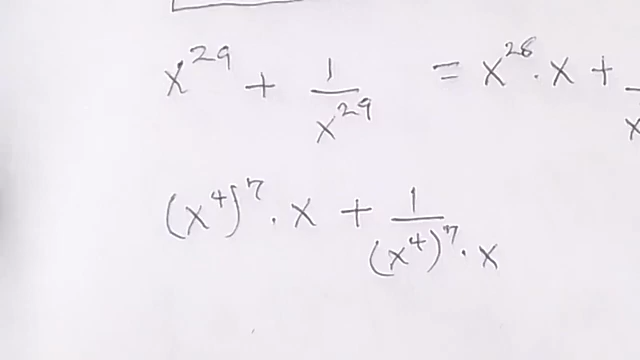 x^29 + 1/x^29 = x^28 · x +
(x^4)^7 · x + 1/((x^4)^7 · x)